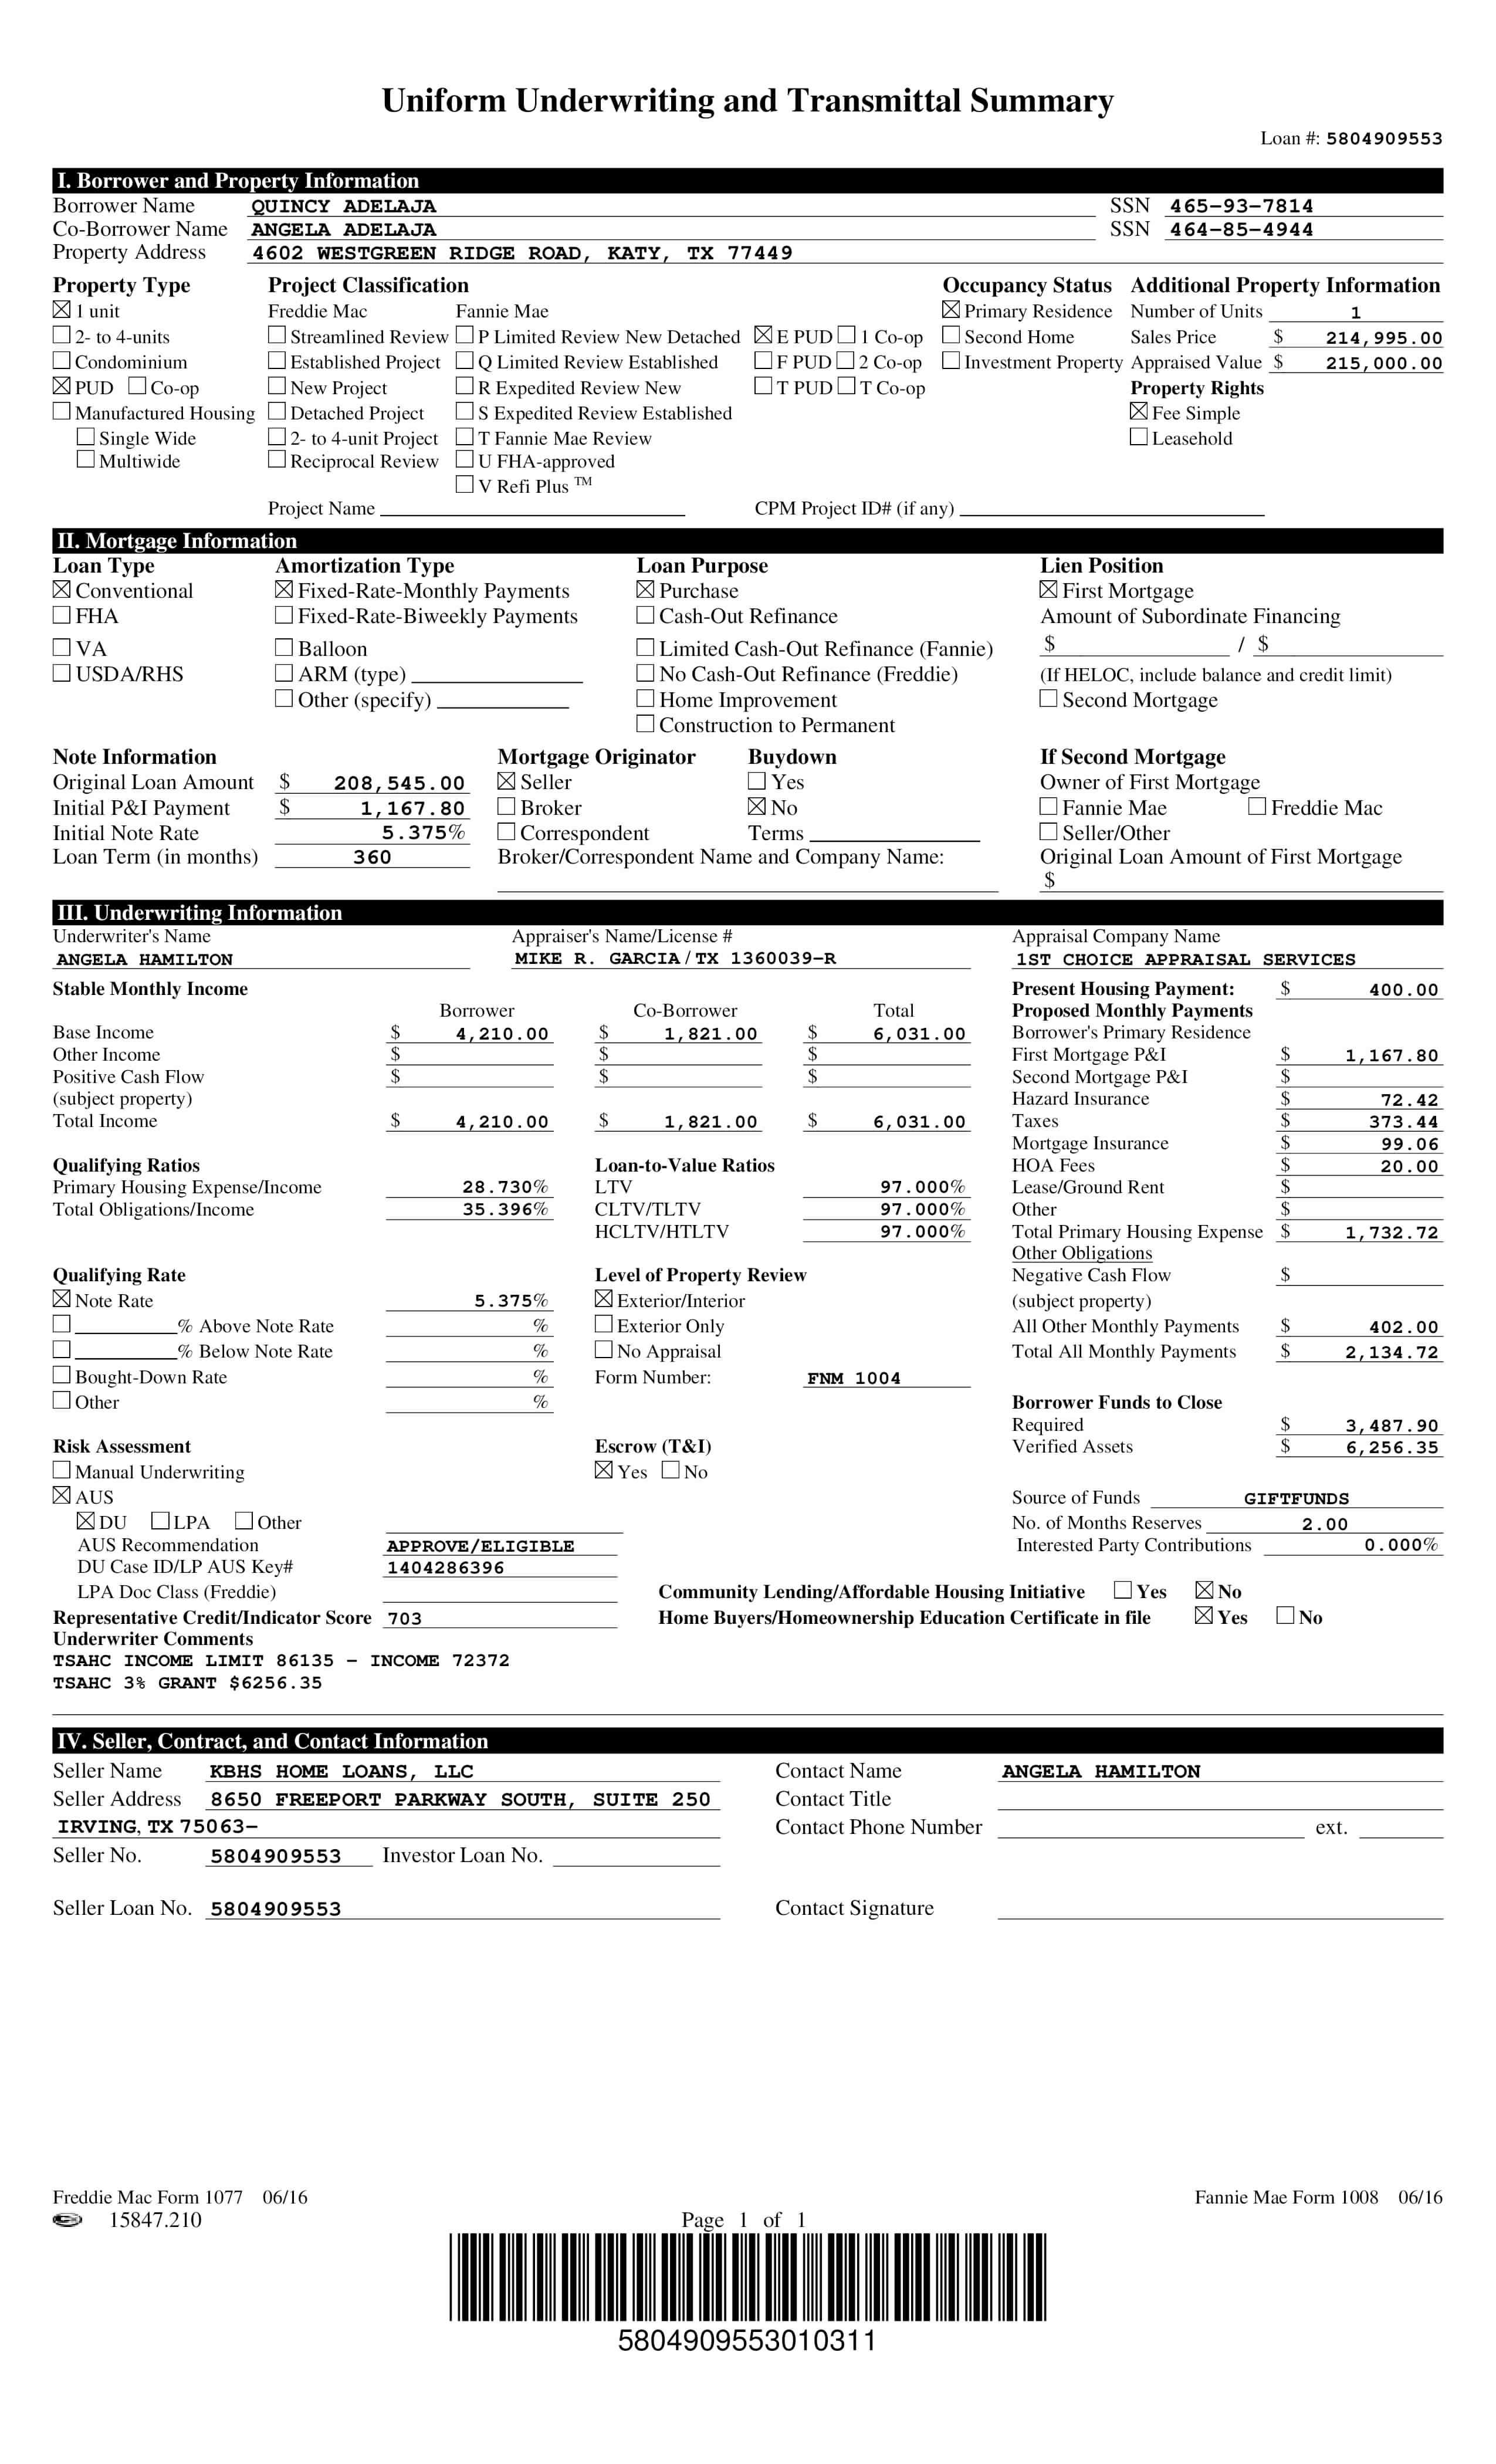 Uniform Underwriting and Transmittal Summary
Loan #: 5804909553
I. Borrower and Property Information
Borrower Name QUINCY ADELAJA SSN 465-93-7814
Co-Borrower Name ANGELA ADELAJA SSN 464-85-4944
Property Address 4602 WESTGREEN RIDGE ROAD, KATY, TX 77449
Property Type Project Classification Occupancy Status Additional Property Information
☒ 1 unit Freddie Mac Fannie Mae ☒ Primary Residence Number of Units 1
☐ 2- to 4-units ☐ Streamlined Review ☐ P Limited Review New Detached ☒ E PUD ☐ 1 Co-op ☐ Second Home Sales Price $ 214,995.00
☐ Condominium ☐ Established Project ☐ Q Limited Review Established ☐ F PUD ☐ 2 Co-op ☐ Investment Property Appraised Value $ 215,000.00
☒ PUD ☐ Co-op ☐ New Project ☐ R Expedited Review New ☐ T PUD ☐ T Co-op Property Rights
☐ Manufactured Housing ☐ Detached Project ☐ S Expedited Review Established ☒ Fee Simple
☐ Single Wide ☐ 2- to 4-unit Project ☐ T Fannie Mae Review ☐ Leasehold
☐ Multiwide ☐ Reciprocal Review ☐ U FHA-approved
☐ V Refi Plus TM
Project Name CPM Project ID# (if any)
II. Mortgage Information
Loan Type Amortization Type Loan Purpose Lien Position
☒ Conventional ☒ Fixed-Rate-Monthly Payments ☒ Purchase ☒ First Mortgage
☐ FHA ☐ Fixed-Rate-Biweekly Payments ☐ Cash-Out Refinance Amount of Subordinate Financing
☐ VA ☐ Balloon ☐ Limited Cash-Out Refinance (Fannie) $ / $
☐ USDA/RHS ☐ ARM (type) ☐ No Cash-Out Refinance (Freddie) (If HELOC, include balance and credit limit)
☐ Other (specify) ☐ Home Improvement ☐ Second Mortgage
☐ Construction to Permanent
Note Information Mortgage Originator Buydown If Second Mortgage
Original Loan Amount $ 208,545.00 ☒ Seller ☐ Yes Owner of First Mortgage
Initial P&I Payment $ 1,167.80 ☐ Broker ☒ No ☐ Fannie Mae ☐ Freddie Mac
Initial Note Rate 5.375% ☐ Correspondent Terms ☐ Seller/Other
Loan Term (in months) 360 Broker/Correspondent Name and Company Name: Original Loan Amount of First Mortgage
$
III. Underwriting Information
Underwriter's Name Appraiser's Name/License # Appraisal Company Name
ANGELA HAMILTON MIKE R. GARCIA/TX 1360039-R 1ST CHOICE APPRAISAL SERVICES
Stable Monthly Income Present Housing Payment: $ 400.00
Borrower Co-Borrower Total Proposed Monthly Payments
Base Income $ 4,210.00 $ 1,821.00 $ 6,031.00 Borrower's Primary Residence
Other Income $ $ $ First Mortgage P&I $ 1,167.80
Positive Cash Flow $ $ $ Second Mortgage P&I $
(subject property) Hazard Insurance $ 72.42
Total Income $ 4,210.00 $ 1,821.00 $ 6,031.00 Taxes $ 373.44
Mortgage Insurance $ 99.06
Qualifying Ratios Loan-to-Value Ratios HOA Fees $ 20.00
Primary Housing Expense/Income 28.730% LTV 97.000% Lease/Ground Rent $
Total Obligations/Income 35.396% CLTV/TLTV 97.000% Other $
HCLTV/HTLTV 97.000% Total Primary Housing Expense $ 1,732.72
Other Obligations
Qualifying Rate Level of Property Review Negative Cash Flow $
☒ Note Rate 5.375% ☒ Exterior/Interior (subject property)
☐ % Above Note Rate % ☐ Exterior Only All Other Monthly Payments $ 402.00
☐ % Below Note Rate % ☐ No Appraisal Total All Monthly Payments $ 2,134.72
☐ Bought-Down Rate % Form Number: FNM 1004
☐ Other % Borrower Funds to Close
Required $ 3,487.90
Risk Assessment Escrow (T&I) Verified Assets $ 6,256.35
☐ Manual Underwriting ☒ Yes ☐ No
☒ AUS Source of Funds GIFTFUNDS
☒ DU ☐ LPA ☐ Other No. of Months Reserves 2.00
AUS Recommendation APPROVE/ELIGIBLE Interested Party Contributions 0.000%
DU Case ID/LP AUS Key# 1404286396
LPA Doc Class (Freddie) Community Lending/Affordable Housing Initiative ☐ Yes ☒ No
Representative Credit/Indicator Score 703 Home Buyers/Homeownership Education Certificate in file ☒ Yes ☐ No
Underwriter Comments
TSAHC INCOME LIMIT 86135 - INCOME 72372
TSAHC 3% GRANT $6256.35
IV. Seller, Contract, and Contact Information
Seller Name KBHS HOME LOANS, LLC Contact Name ANGELA HAMILTON
Seller Address 8650 FREEPORT PARKWAY SOUTH, SUITE 250 Contact Title
IRVING, TX 75063- Contact Phone Number ext.
Seller No. 5804909553 Investor Loan No.
Seller Loan No. 5804909553 Contact Signature
Freddie Mac Form 1077 06/16 Fannie Mae Form 1008 06/16
15847.210 Page 1 of 1
5804909553010311